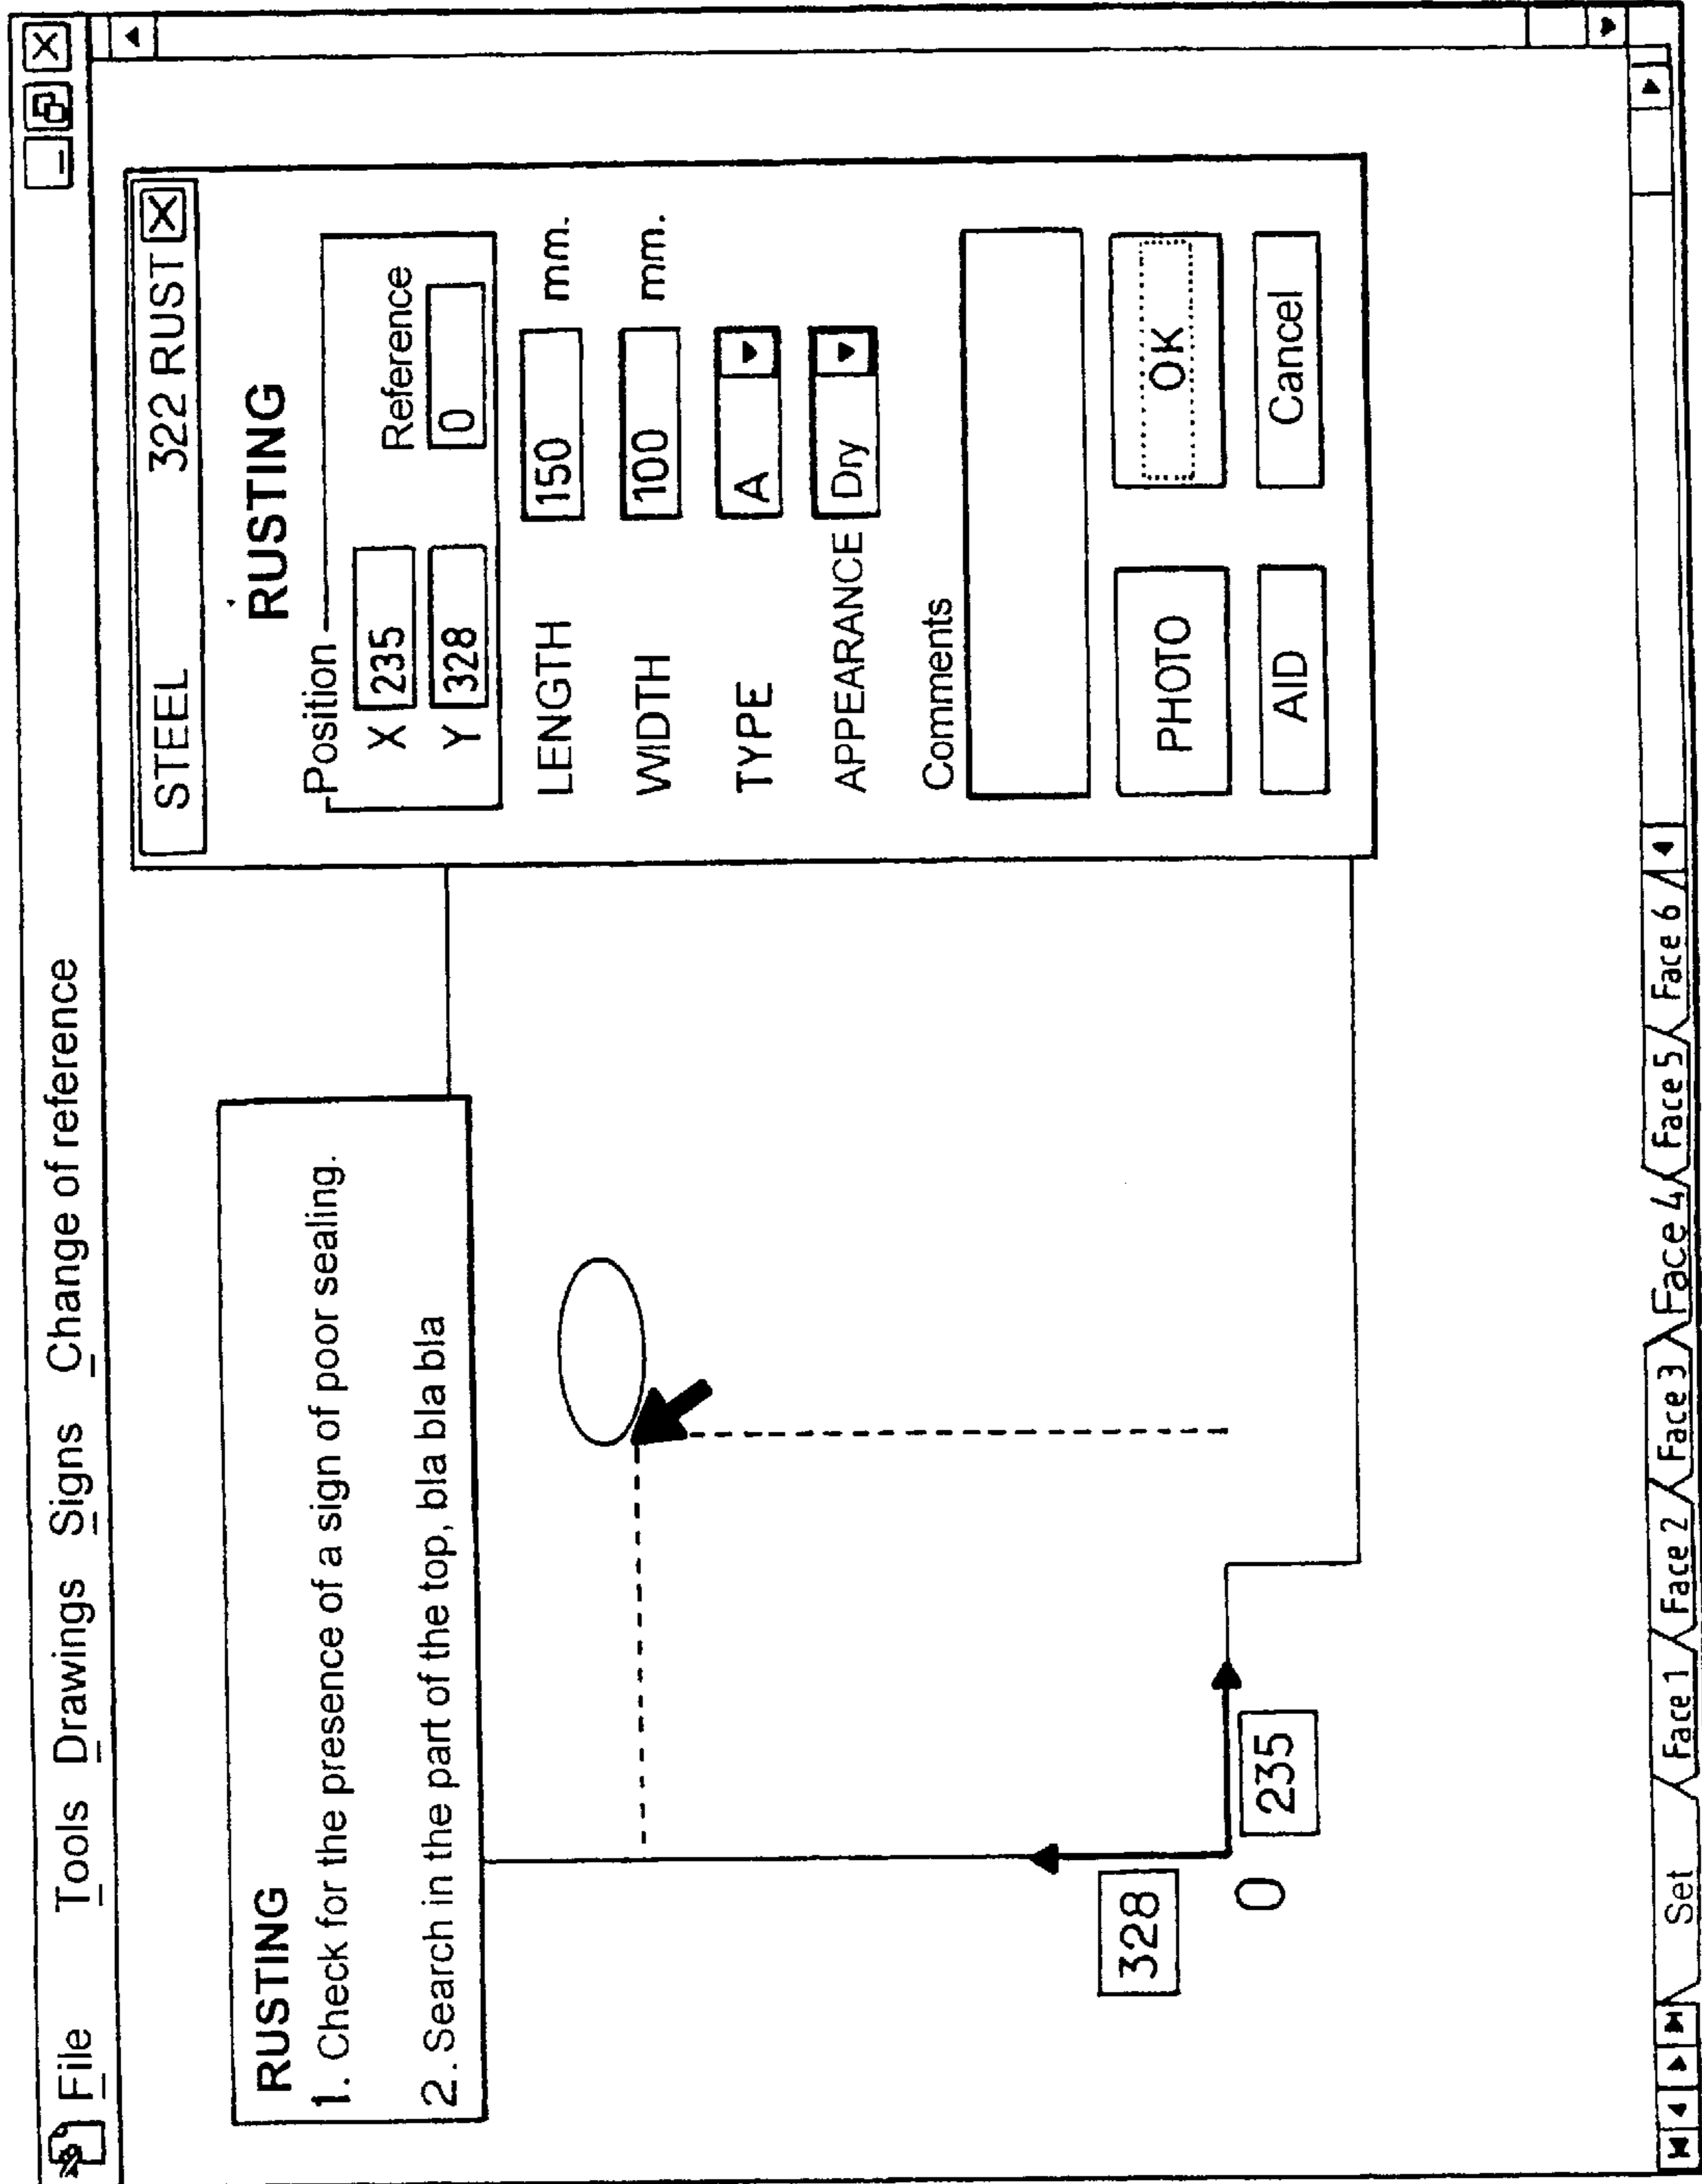 File Tools Drawings Signs Change of reference
RUSTING
1. Check for the presence of a sign of poor sealing.
2. Search in the part of the top, bla bla bla
328
0
235
STEEL 322 RUST
RUSTING
Position
X 235
Reference
Y 328 0
LENGTH 150 mm.
WIDTH 100 mm.
TYPE A
APPEARANCE Dry
Comments
PHOTO OK
AID Cancel
Set Face 1 Face 2 Face 3 Face 4 Face 5 Face 6